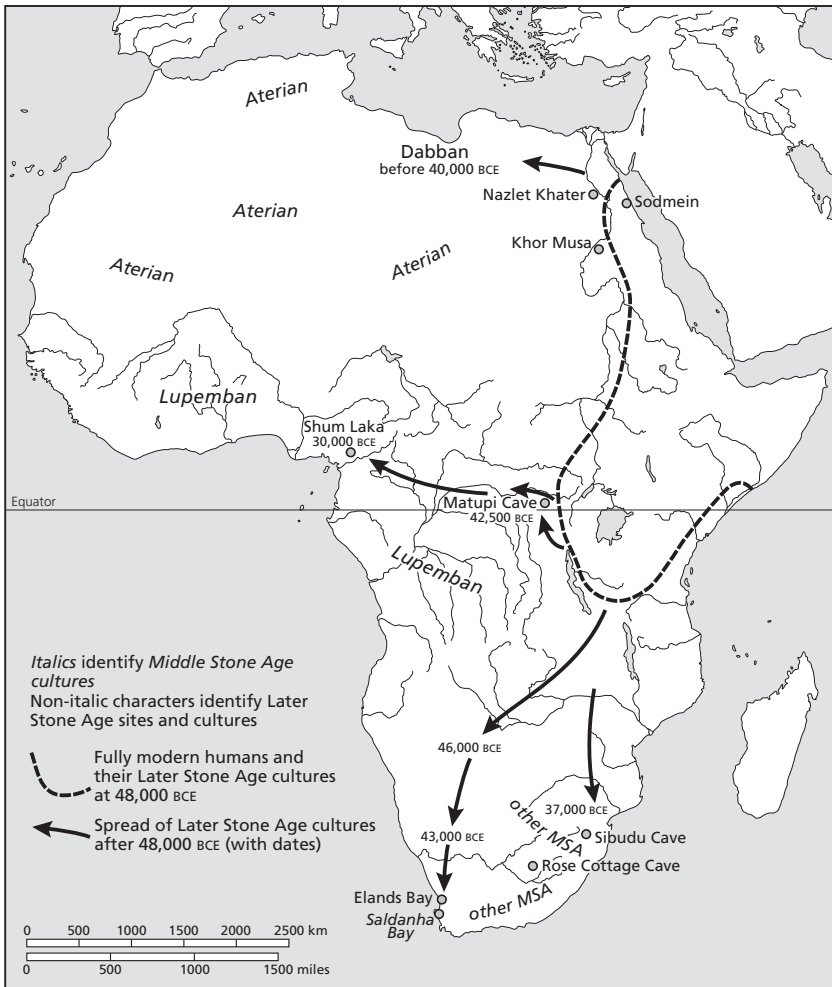 Aterian
Dabban
before 40,000 BCE
Nazlet Khater
Sodmein
Aterian
Khor Musa
Aterian
Aterian
Lupemban
Shum Laka
30,000 BCE
Equator
Matupi Cave
42,500 BCE
Lupemban
Italics identify Middle Stone Age
cultures
Non-italic characters identify Later
Stone Age sites and cultures
Fully modern humans and
their Later Stone Age cultures
at 48,000 BCE
Spread of Later Stone Age cultures
after 48,000 BCE (with dates)
46,000 BCE
37,000 BCE
43,000 BCE
other MSA
Sibudu Cave
Rose Cottage Cave
Elands Bay
Saldanha
Bay
other MSA
0 500 1000 1500 2000 2500 km
0 500 1000 1500 miles